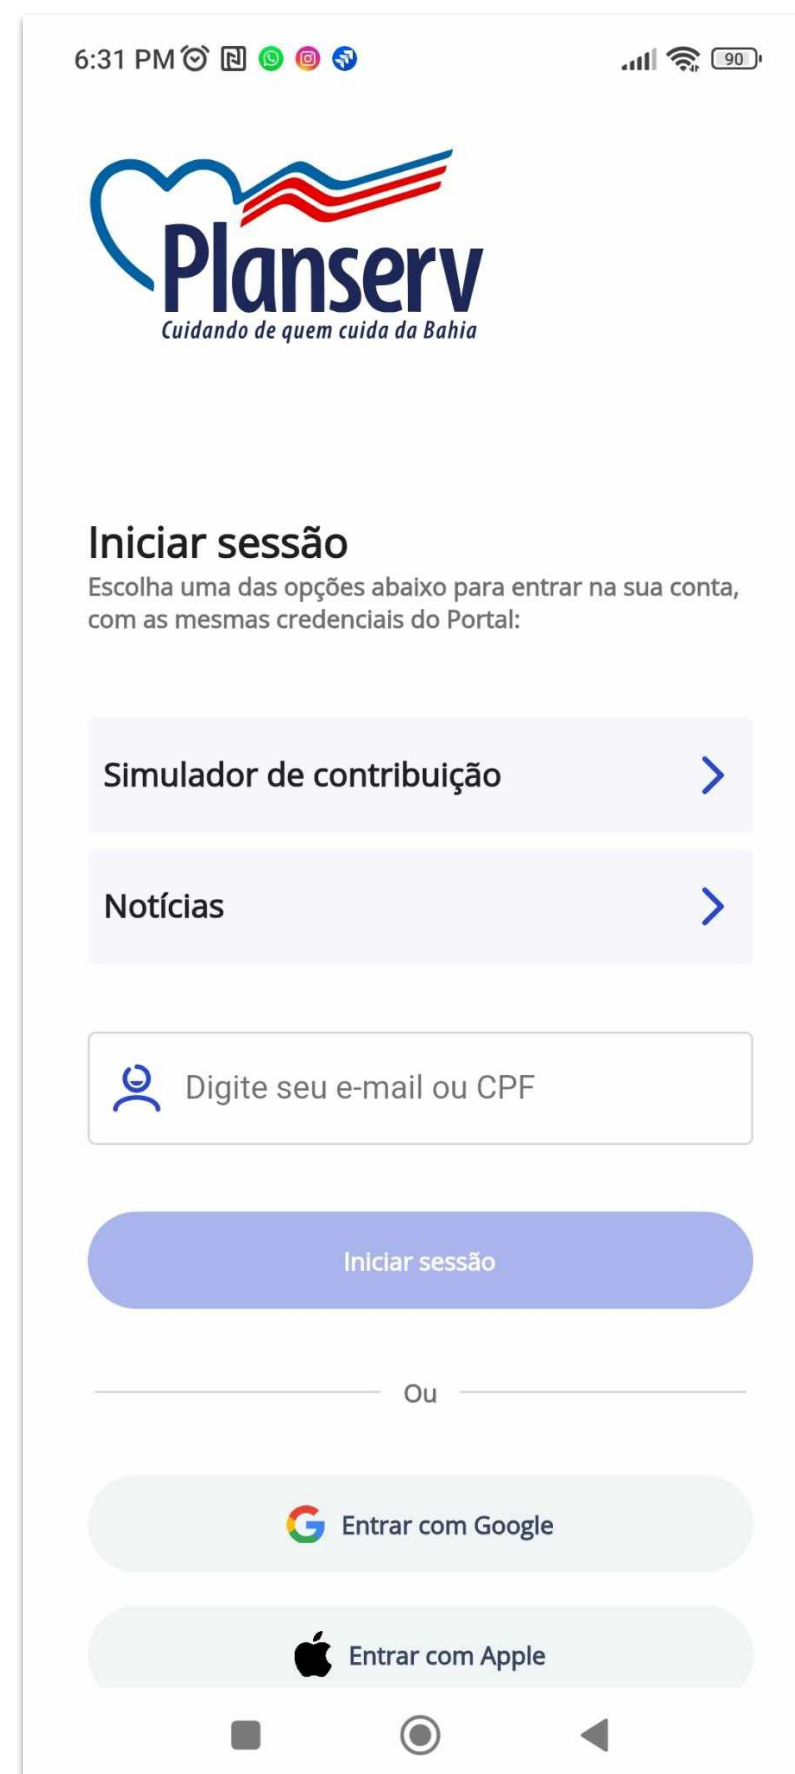 6:31 PM
90
Planserv
Cuidando de quem cuida da Bahia
Iniciar sessão
Escolha uma das opções abaixo para entrar na sua conta,
com as mesmas credenciais do Portal:
Simulador de contribuição
Notícias
Digite seu e-mail ou CPF
Iniciar sessão
Ou
Entrar com Google
Entrar com Apple